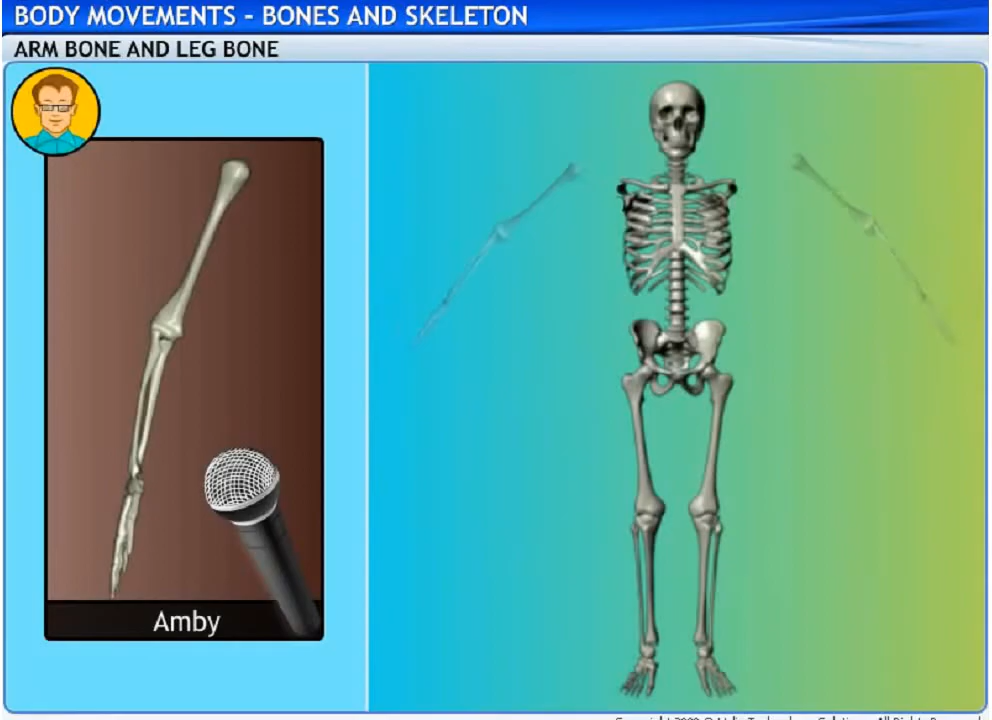 BODY MOVEMENTS - BONES AND SKELETON
ARM BONE AND LEG BONE
Amby